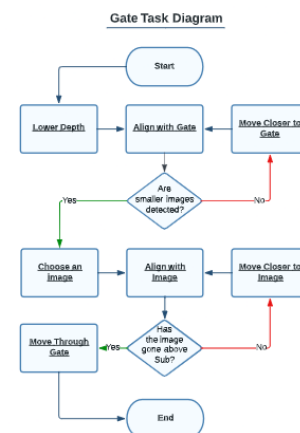 Gate Task Diagram
Start
Lower Depth
Align with Gate
Move Closer to
Gate
Are
smaller images
detected?
Yes
No
Choose an
Image
Align with
Image
Move Closer to
Image
Has
the image
gone above
Sub?
Yes
No
Move Through
Gate
End